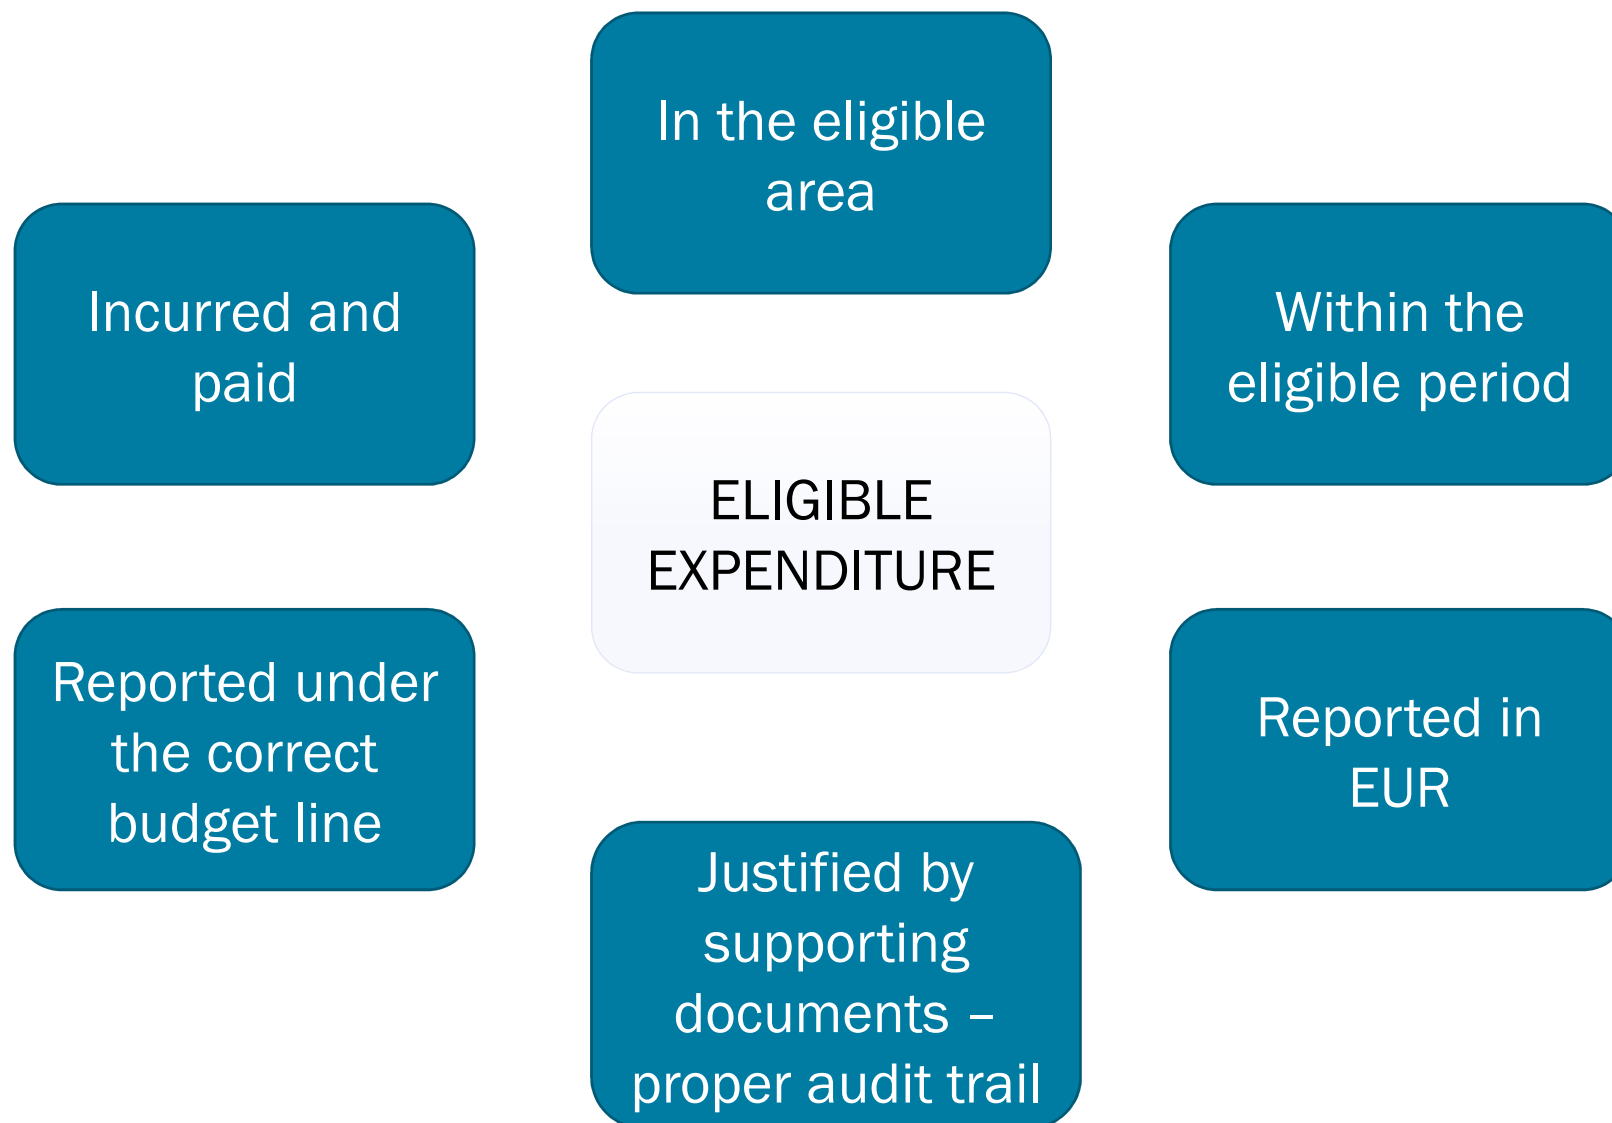 In the eligible
area
Incurred and
paid
Within the
eligible period
ELIGIBLE
EXPENDITURE
Reported under
the correct
budget line
Reported in
EUR
Justified by
supporting
documents –
proper audit trail